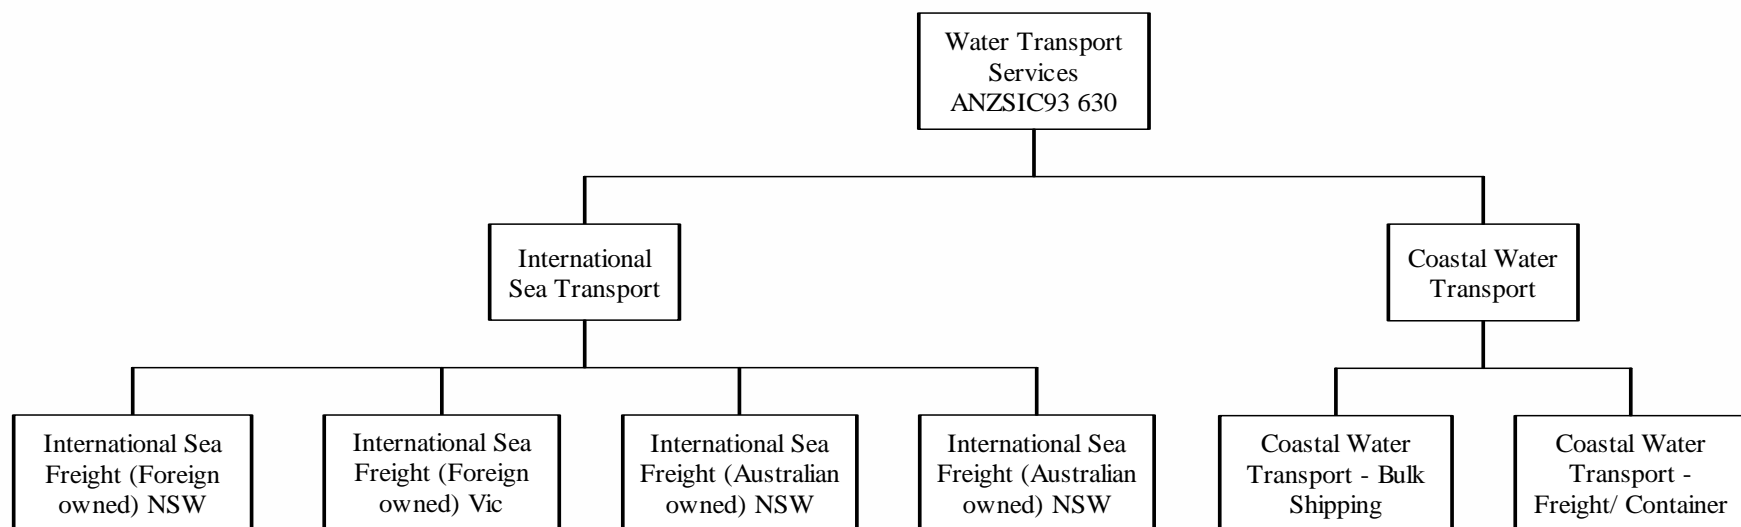 Water Transport
Services
ANZSIC93 630
International
Sea Transport
Coastal Water
Transport
International Sea
Freight (Foreign
owned) NSW
International Sea
Freight (Foreign
owned) Vic
International Sea
Freight (Australian
owned) NSW
International Sea
Freight (Australian
owned) NSW
Coastal Water
Transport - Bulk
Shipping
Coastal Water
Transport -
Freight/ Container